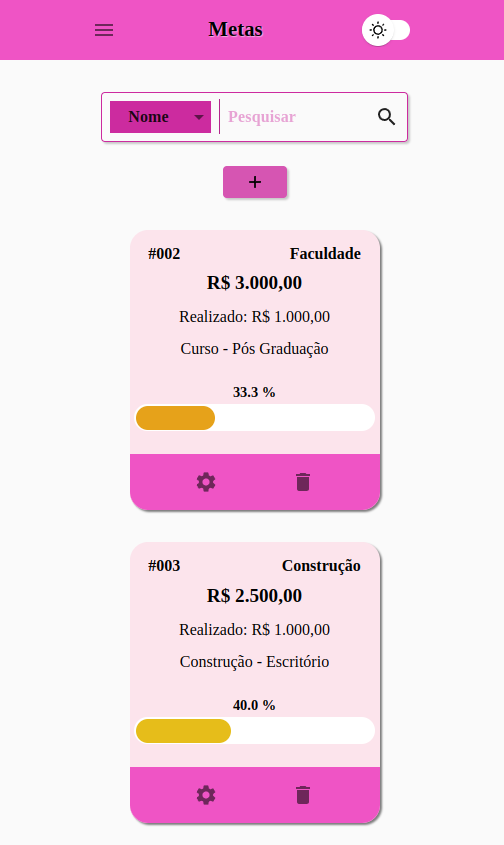 Metas
Nome Pesquisar
+
#002 Faculdade
R$ 3.000,00
Realizado: R$ 1.000,00
Curso - Pós Graduação
33.3 %
#003 Construção
R$ 2.500,00
Realizado: R$ 1.000,00
Construção - Escritório
40.0 %